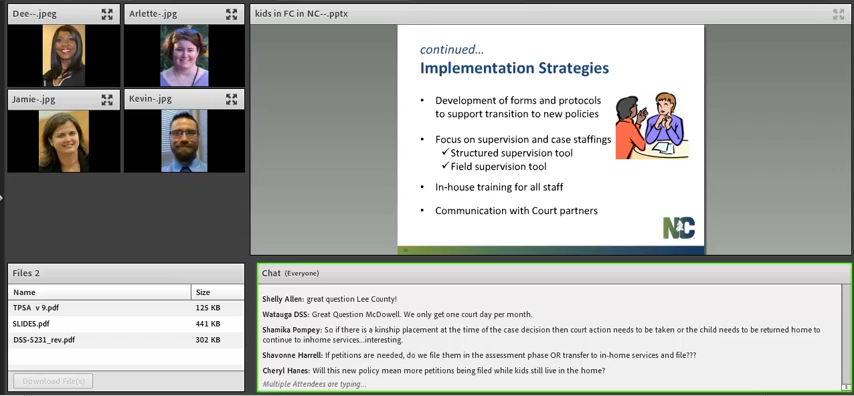 Dee--.jpeg
Arlette-.jpg
kids in FC in NC--.pptx
Jamie-.jpg
Kevin-.jpg
continued...
Implementation Strategies
• Development of forms and protocols
to support transition to new policies
• Focus on supervision and case staffings
✓Structured supervision tool
✓Field supervision tool
• In-house training for all staff
• Communication with Court partners
NC
Files 2
Name Size
TPSA v 9.pdf 125 KB
SLIDES.pdf 441 KB
DSS-5231_rev.pdf 302 KB
Download File(s)
Chat (Everyone)
Shelly Allen: great question Lee County!
Watauga DSS: Great Question McDowell. We only get one court day per month.
Shamika Pompey: So if there is a kinship placement at the time of the case decision then court action needs to be taken or the child needs to be returned home to
continue to inhome services...interesting.
Shavonne Harrell: If petitions are needed, do we file them in the assessment phase OR transfer to in-home services and file???
Cheryl Hanes: Will this new policy mean more petitions being filed while kids still live in the home?
Multiple Attendees are typing...